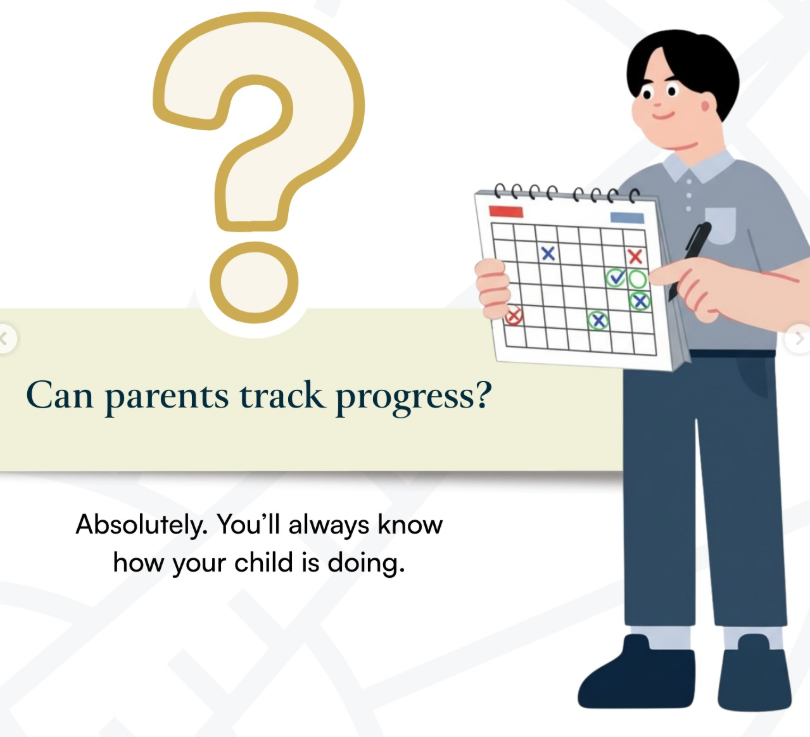 ?
Can parents track progress?
Absolutely. You'll always know
how your child is doing.